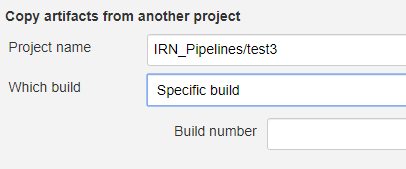 Copy artifacts from another project
Project name IRN_Pipelines/test3
Which build Specific build
Build number